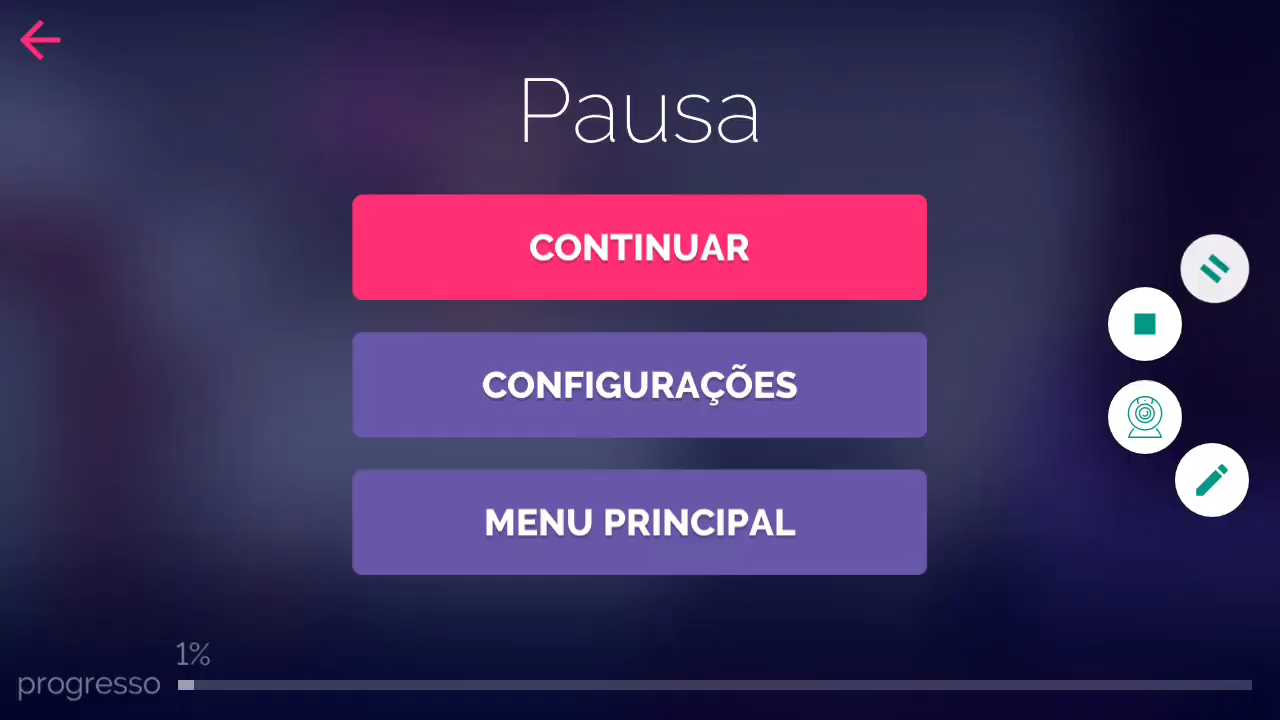 Pausa
CONTINUAR
CONFIGURAÇÕES
MENU PRINCIPAL
1%
progresso